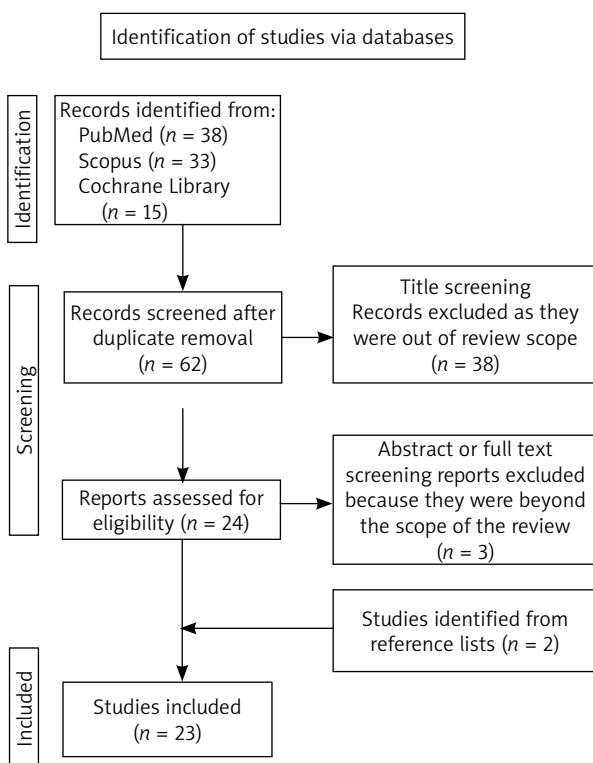 Identification of studies via databases
Identification
Records identified from:
PubMed (n = 38)
Scopus (n = 33)
Cochrane Library
(n = 15)
Screening
Records screened after
duplicate removal
(n = 62)
Title screening
Records excluded as they
were out of review scope
(n = 38)
Reports assessed for
eligibility (n = 24)
Abstract or full text
screening reports excluded
because they were beyond
the scope of the review
(n = 3)
Studies identified from
reference lists (n = 2)
Included
Studies included
(n = 23)